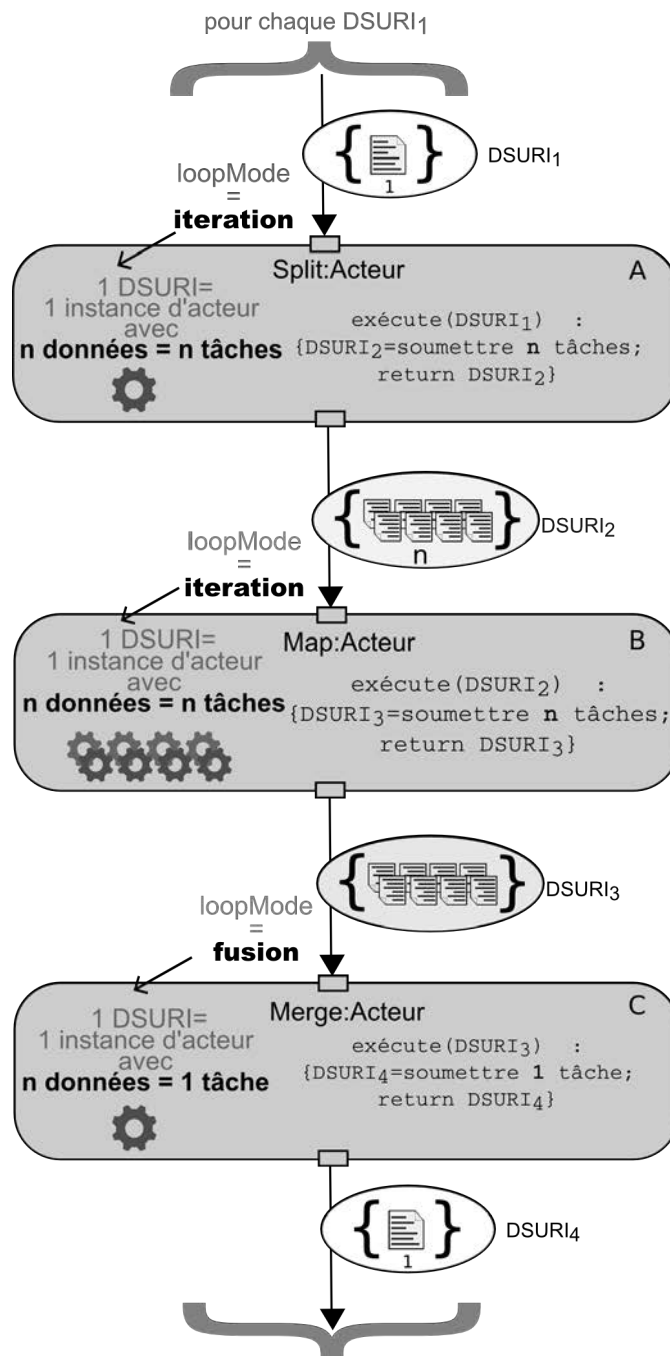 pour chaque DSURI1
{ }
1
DSURI1
loopMode
=
iteration
Split:Acteur
A
1 DSURI=
1 instance d'acteur
avec
n données = n tâches
exécute(DSURI1) :
{DSURI2=soumettre n tâches;
return DSURI2}
{ }
n
DSURI2
loopMode
=
iteration
Map:Acteur
B
1 DSURI=
1 instance d'acteur
avec
n données = n tâches
exécute(DSURI2) :
{DSURI3=soumettre n tâches;
return DSURI3}
{ }
DSURI3
loopMode
=
fusion
Merge:Acteur
C
1 DSURI=
1 instance d'acteur
avec
n données = 1 tâche
exécute(DSURI3) :
{DSURI4=soumettre 1 tâche;
return DSURI4}
{ }
1
DSURI4